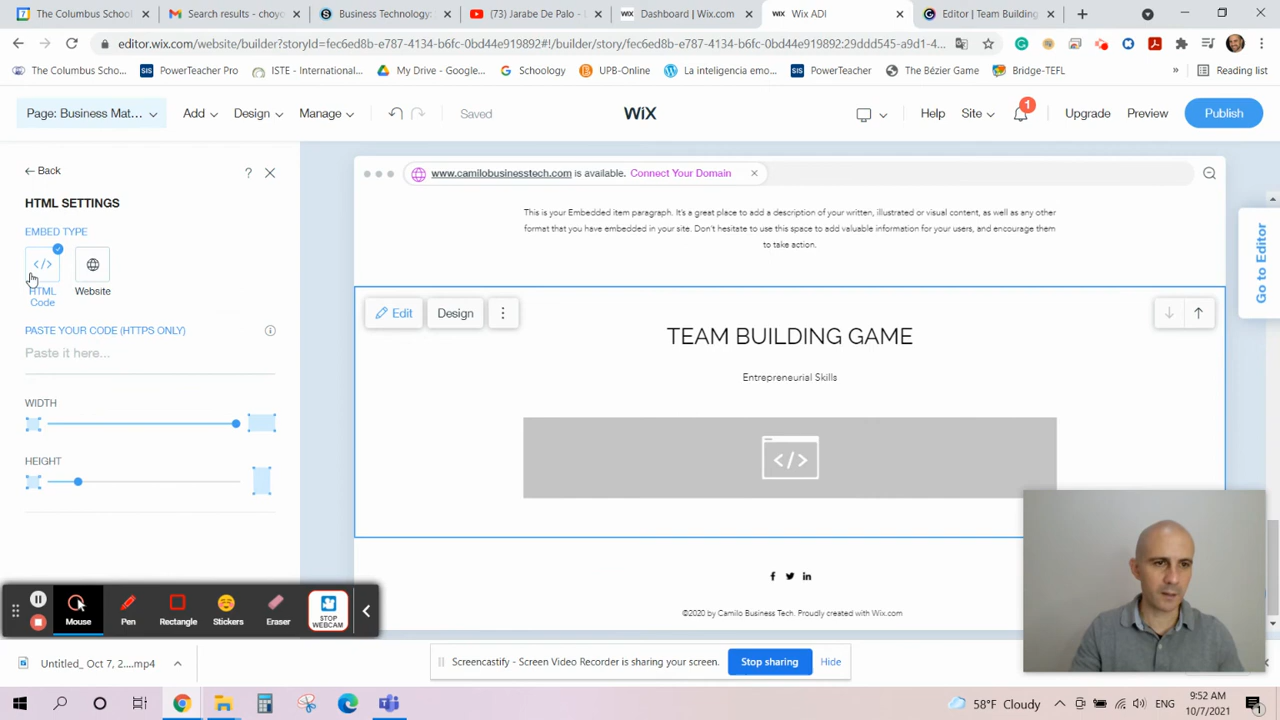 The Columbus School
Search results - choyo
Business Technology:
(73) Jarabe De Palo -
Dashboard | Wix.com
Wix ADI
Editor | Team Building
editor.wix.com/website/builder?storyId=fec6ed8b-e787-4134-b6fc-0bd44e919892#!/builder/story/fec6ed8b-e787-4134-b6fc-0bd44e919892:29ddd545-a9d1-4...
The Columbus Scho...
PowerTeacher Pro
ISTE - Internationa...
My Drive - Google...
Schoology
UPB-Online
La inteligencia emo...
PowerTeacher
The Bézier Game
Bridge-TEFL
»
Reading list
Page: Business Mat...
Add
Design
Manage
Saved
WiX
Help
Site
1
Upgrade
Preview
Publish
← Back
?
HTML SETTINGS
EMBED TYPE
HTML Code
Website
PASTE YOUR CODE (HTTPS ONLY)
Paste it here...
WIDTH
HEIGHT
www.camilobusinesstech.com is available. Connect Your Domain
This is your Embedded item paragraph. It's a great place to add a description of your written, illustrated or visual content, as well as any other
format that you have embedded in your site. Don't hesitate to use this space to add valuable information for your users, and encourage them
to take action.
Edit
Design
TEAM BUILDING GAME
Entrepreneurial Skills
</>
©2020 by Camilo Business Tech. Proudly created with Wix.com
Go to Editor
Mouse
Pen
Rectangle
Stickers
Eraser
STOP
WEBCAM
Untitled_ Oct 7, 2....mp4
Screencastify - Screen Video Recorder is sharing your screen.
Stop sharing
Hide
58°F Cloudy
ENG
9:52 AM
10/7/2021
1